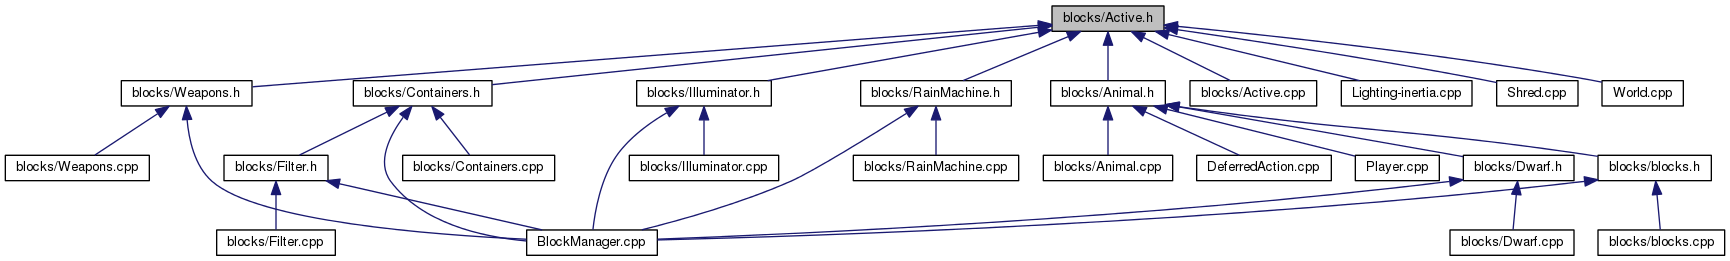 blocks/Active.h
blocks/Weapons.h
blocks/Containers.h
blocks/Illuminator.h
blocks/RainMachine.h
blocks/Animal.h
blocks/Active.cpp
Lighting-inertia.cpp
Shred.cpp
World.cpp
blocks/Weapons.cpp
blocks/Filter.h
blocks/Containers.cpp
blocks/Illuminator.cpp
blocks/RainMachine.cpp
blocks/Animal.cpp
DeferredAction.cpp
Player.cpp
blocks/Dwarf.h
blocks/blocks.h
blocks/Filter.cpp
BlockManager.cpp
blocks/Dwarf.cpp
blocks/blocks.cpp